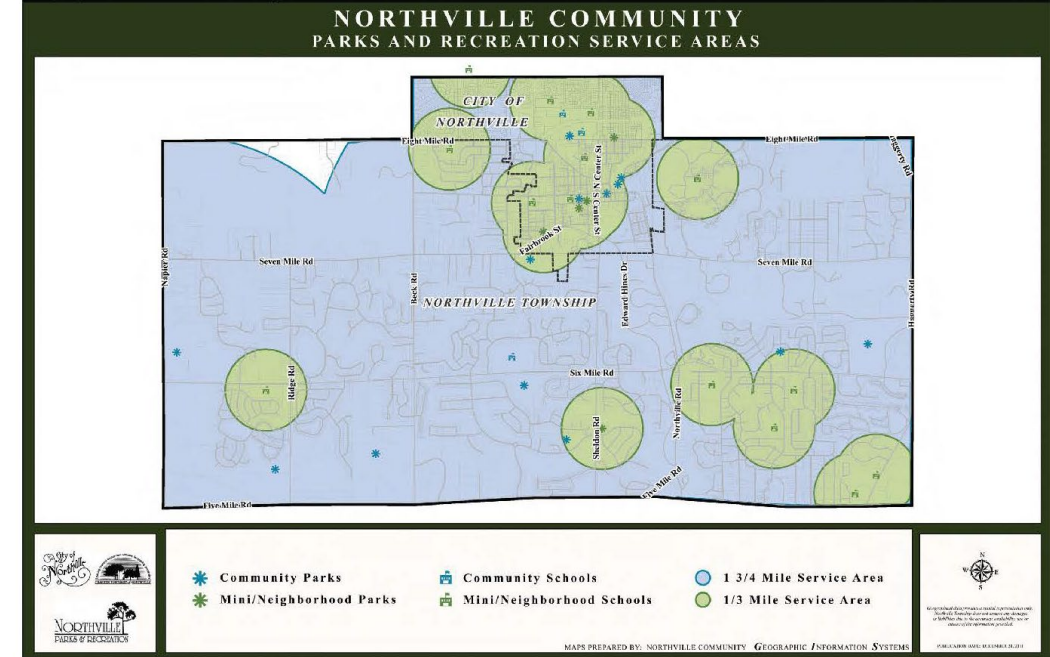 NORTHVILLE COMMUNITY
PARKS AND RECREATION SERVICE AREAS
CITY OF
NORTHVILLE
Eight Mile Rd
Eight Mile Rd
Haggerty Rd
N Center St
S Center St
Fairbrook St
Napier Rd
Seven Mile Rd
Beck Rd
Seven Mile Rd
Edward Hines Dr
NORTHVILLE TOWNSHIP
Haggerty Rd
Six Mile Rd
Ridge Rd
Northville Rd
Sheldon Rd
Five Mile Rd
Five Mile Rd
City of
Northville
NORTHVILLE
PARKS & RECREATION
Community Parks
Mini/Neighborhood Parks
Community Schools
Mini/Neighborhood Schools
1 3/4 Mile Service Area
1/3 Mile Service Area
MAPS PREPARED BY: NORTHVILLE COMMUNITY GEOGRAPHIC INFORMATION SYSTEMS
N
W
E
S